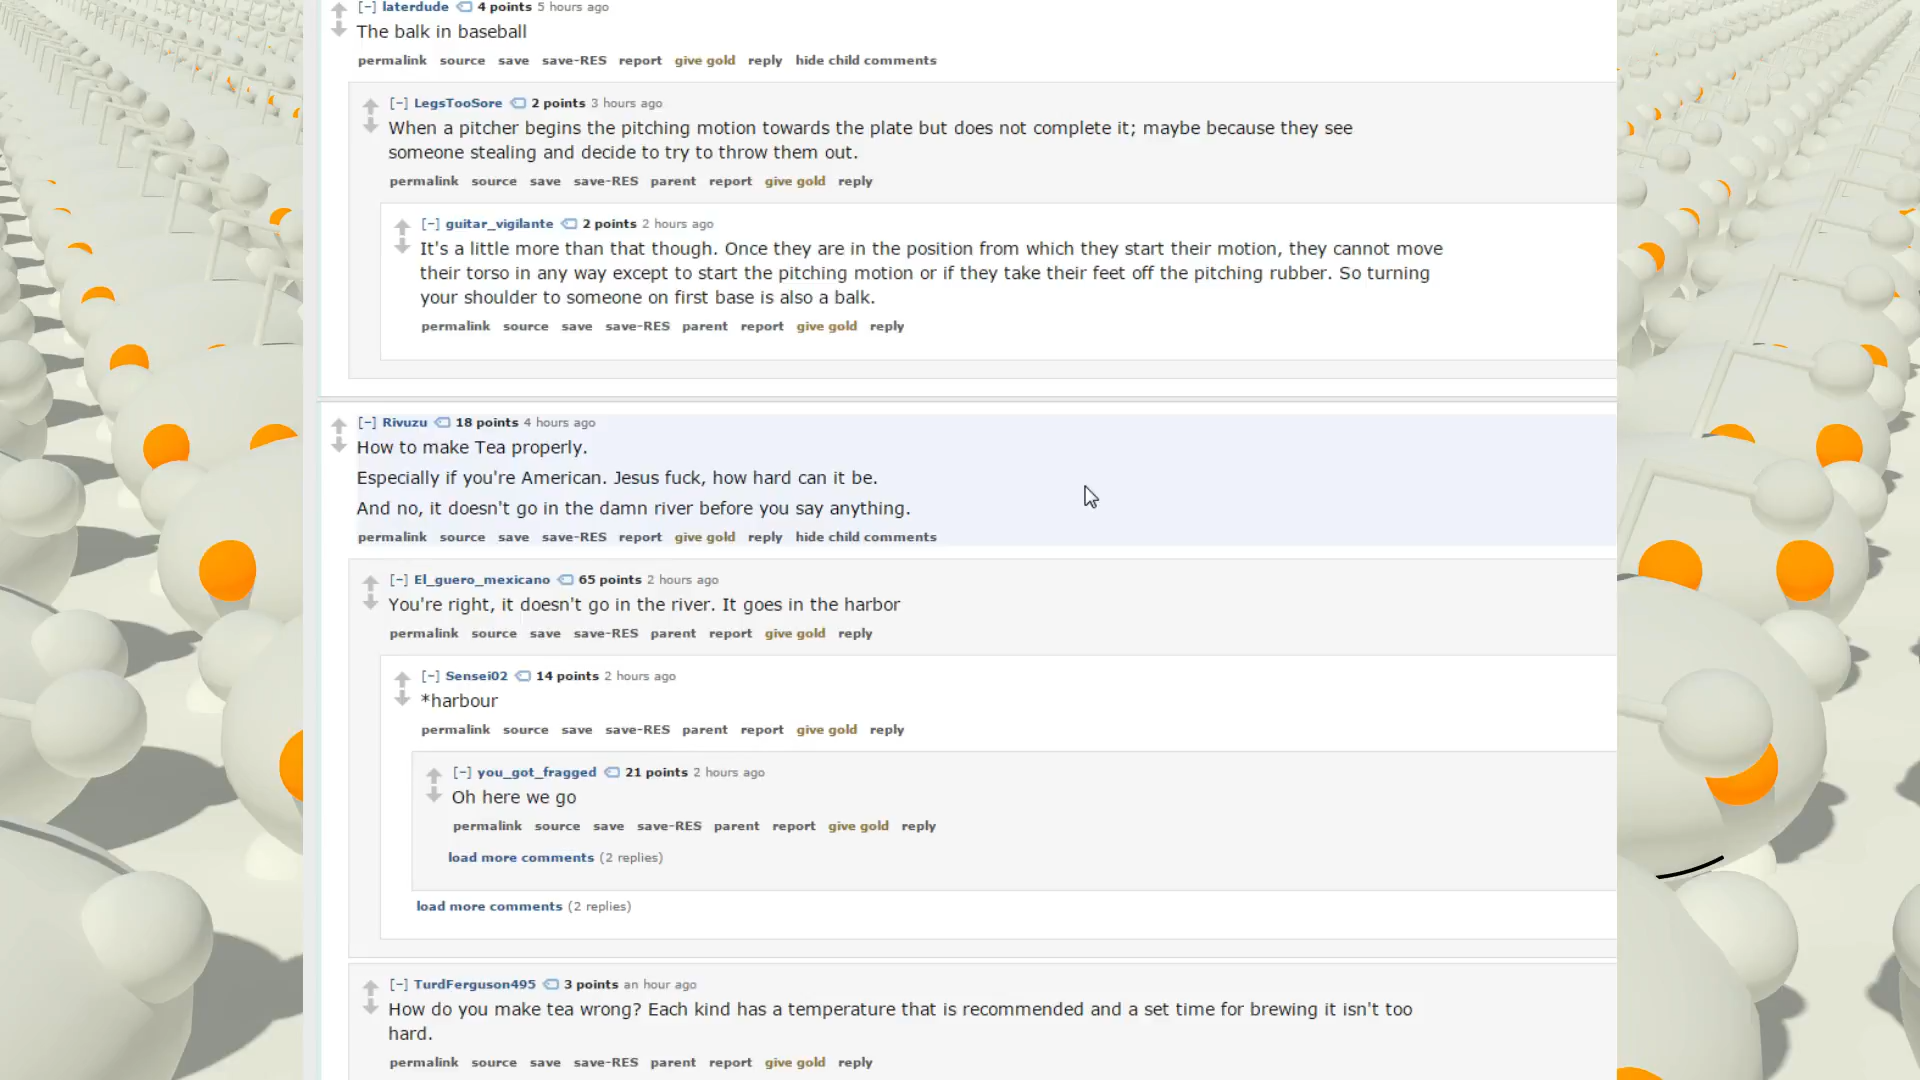 [-] laterdude 4 points 5 hours ago
The balk in baseball
permalink source save save-RES report give gold reply hide child comments
[-] LegsTooSore 2 points 3 hours ago
When a pitcher begins the pitching motion towards the plate but does not complete it; maybe because they see
someone stealing and decide to try to throw them out.
permalink source save save-RES parent report give gold reply
[-] guitar_vigilante 2 points 2 hours ago
It's a little more than that though. Once they are in the position from which they start their motion, they cannot move
their torso in any way except to start the pitching motion or if they take their feet off the pitching rubber. So turning
your shoulder to someone on first base is also a balk.
permalink source save save-RES parent report give gold reply
[-] Rivuzu 18 points 4 hours ago
How to make Tea properly.
Especially if you're American. Jesus fuck, how hard can it be.
And no, it doesn't go in the damn river before you say anything.
permalink source save save-RES report give gold reply hide child comments
[-] El_guero_mexicano 65 points 2 hours ago
You're right, it doesn't go in the river. It goes in the harbor
permalink source save save-RES parent report give gold reply
[-] Sensei02 14 points 2 hours ago
*harbour
permalink source save save-RES parent report give gold reply
[-] you_got_fragged 21 points 2 hours ago
Oh here we go
permalink source save save-RES parent report give gold reply
load more comments (2 replies)
load more comments (2 replies)
[-] TurdFerguson495 3 points an hour ago
How do you make tea wrong? Each kind has a temperature that is recommended and a set time for brewing it isn't too
hard.
permalink source save save-RES parent report give gold reply